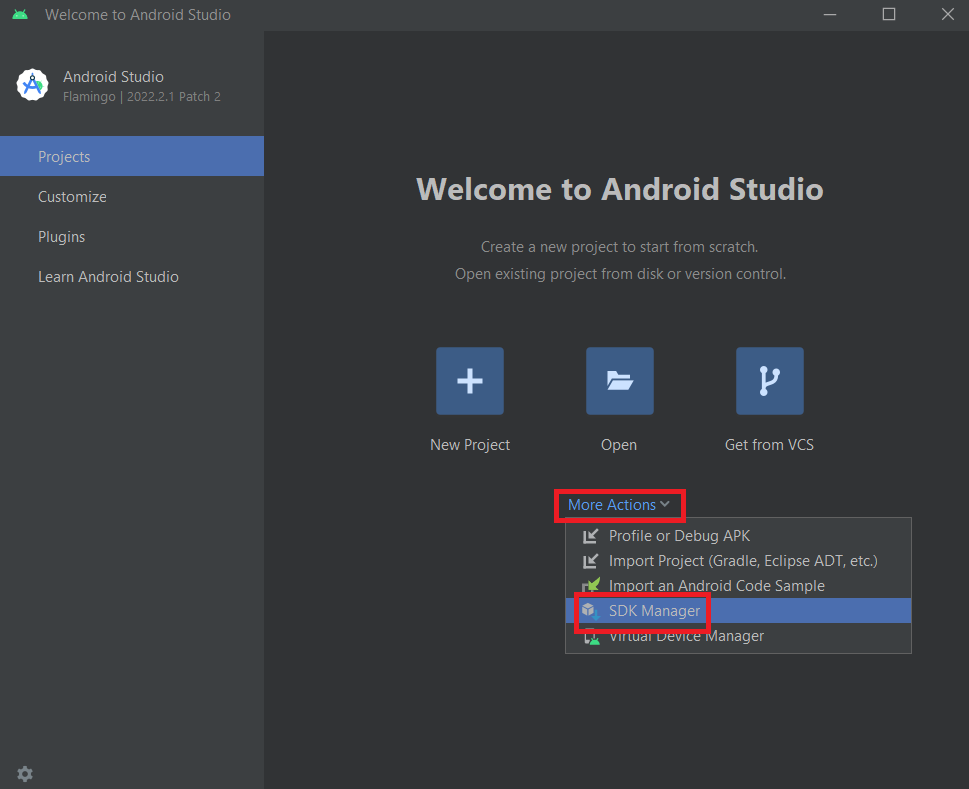 Welcome to Android Studio
Android Studio
Flamingo | 2022.2.1 Patch 2
Projects
Customize
Plugins
Learn Android Studio
Welcome to Android Studio
Create a new project to start from scratch.
Open existing project from disk or version control.
New Project
Open
Get from VCS
More Actions
Profile or Debug APK
Import Project (Gradle, Eclipse ADT, etc.)
Import an Android Code Sample
SDK Manager
Virtual Device Manager